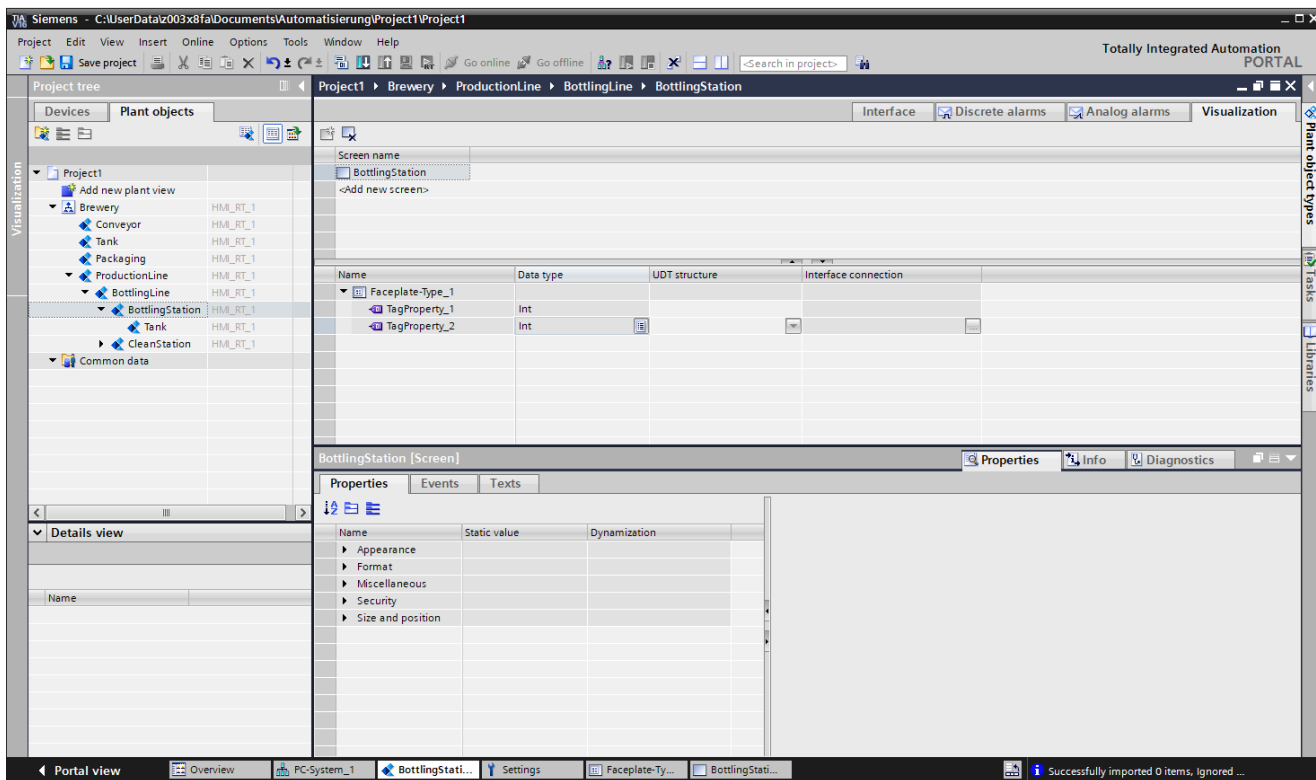 Siemens - C:\UserData\z003x8fa\Documents\Automatisierung\Project1\Project1
Project Edit View Insert Online Options Tools Window Help
Totally Integrated Automation
PORTAL
Save project Go online Go offline <Search in project>
Project tree
Project1 Brewery ProductionLine BottlingLine BottlingStation
Devices Plant objects
Interface Discrete alarms Analog alarms Visualization
Visualization
Plant object types
Tasks
Libraries
Screen name
BottlingStation
<Add new screen>
Project1
Add new plant view
Brewery HMI_RT_1
Conveyor HMI_RT_1
Tank HMI_RT_1
Packaging HMI_RT_1
ProductionLine HMI_RT_1
BottlingLine HMI_RT_1
BottlingStation HMI_RT_1
Tank HMI_RT_1
CleanStation HMI_RT_1
Common data
Name Data type UDT structure Interface connection
Faceplate-Type_1
TagProperty_1 Int
TagProperty_2 Int
BottlingStation [Screen]
Properties Info Diagnostics
Properties Events Texts
Name Static value Dynamization
Appearance
Format
Miscellaneous
Security
Size and position
Details view
Name
Portal view Overview PC-System_1 BottlingStati... Settings Faceplate-Ty... BottlingStati... Successfully imported 0 items, Ignored ...